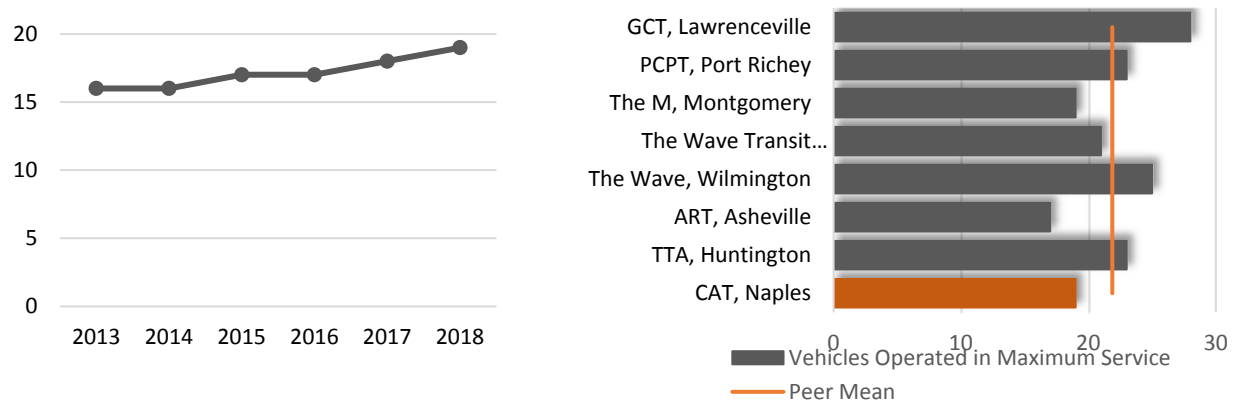 20
15
10
5
0
2013 2014 2015 2016 2017 2018
GCT, Lawrenceville
PCPT, Port Richey
The M, Montgomery
The Wave Transit…
The Wave, Wilmington
ART, Asheville
TTA, Huntington
CAT, Naples
0 10 20 30
Vehicles Operated in Maximum Service
Peer Mean